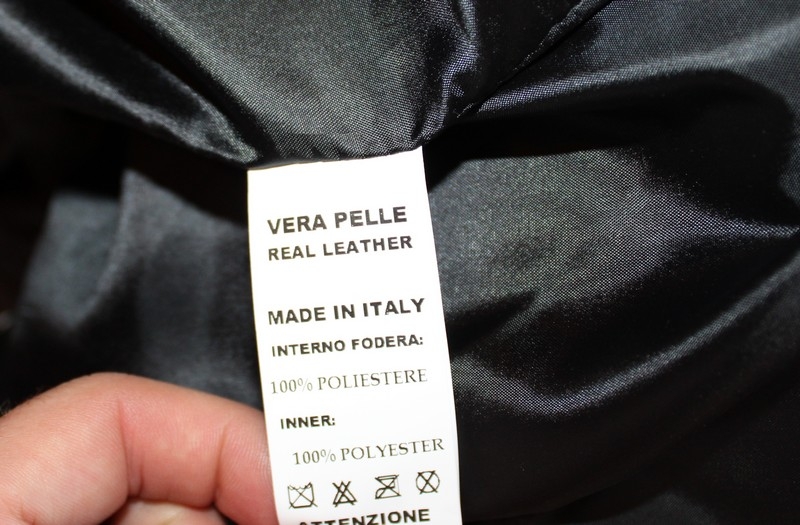 VERA PELLE
REAL LEATHER
MADE IN ITALY
INTERNO FODERA:
100% POLIESTERE
INNER:
100% POLYESTER
ATTENZIONE